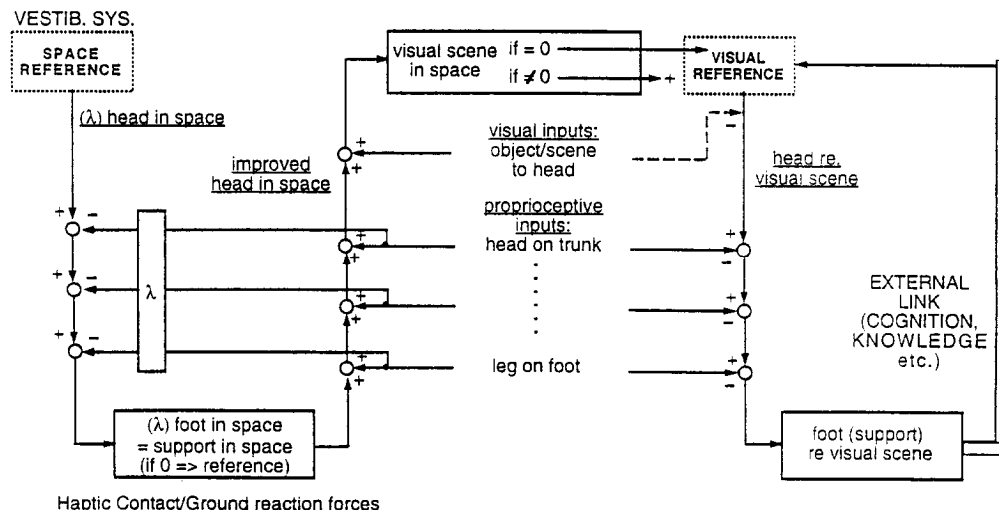 VESTIB. SYS.
SPACE
REFERENCE
(λ) head in space
visual scene
in space
if = 0
if ≠ 0
+
VISUAL
REFERENCE
−
improved
head in space
+
+
visual inputs:
object/scene
to head
head re.
visual scene
proprioceptive
inputs:
head on trunk
+ −
+
+
+
−
+ −
+
+
+
−
λ
+ −
+
+
+
−
leg on foot
EXTERNAL
LINK
(COGNITION,
KNOWLEDGE
etc.)
(λ) foot in space
= support in space
(if 0 => reference)
foot (support)
re visual scene
Haptic Contact/Ground reaction forces